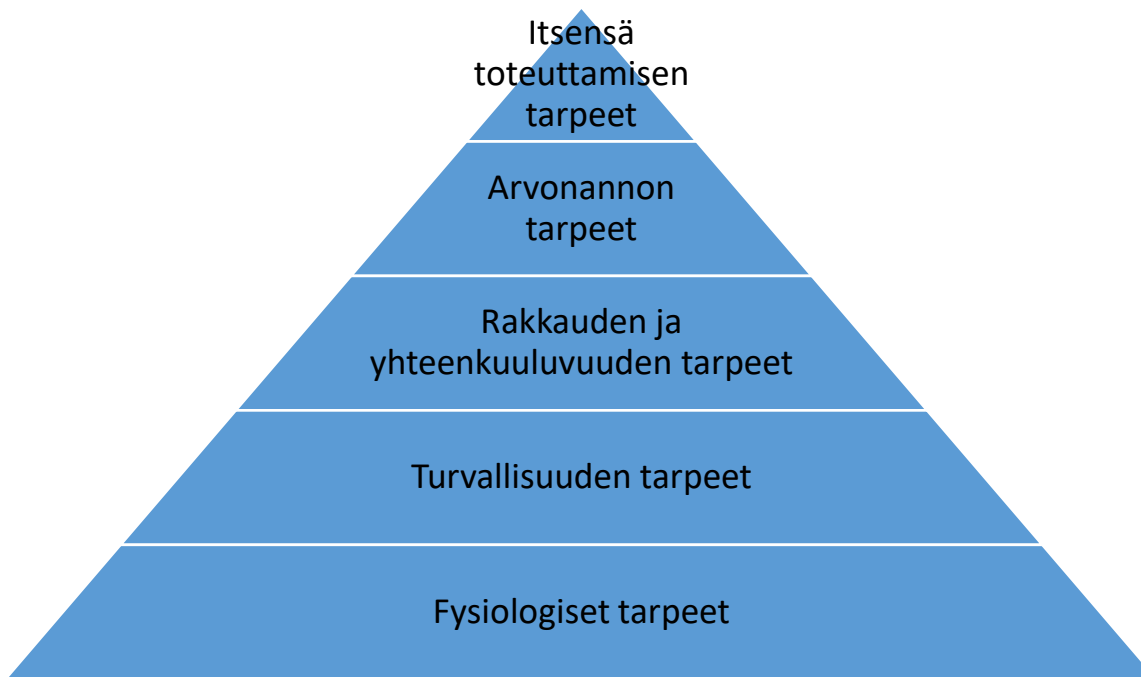 Itsensä
toteuttamisen
tarpeet
Arvonannon
tarpeet
Rakkauden ja
yhteenkuuluvuuden tarpeet
Turvallisuuden tarpeet
Fysiologiset tarpeet